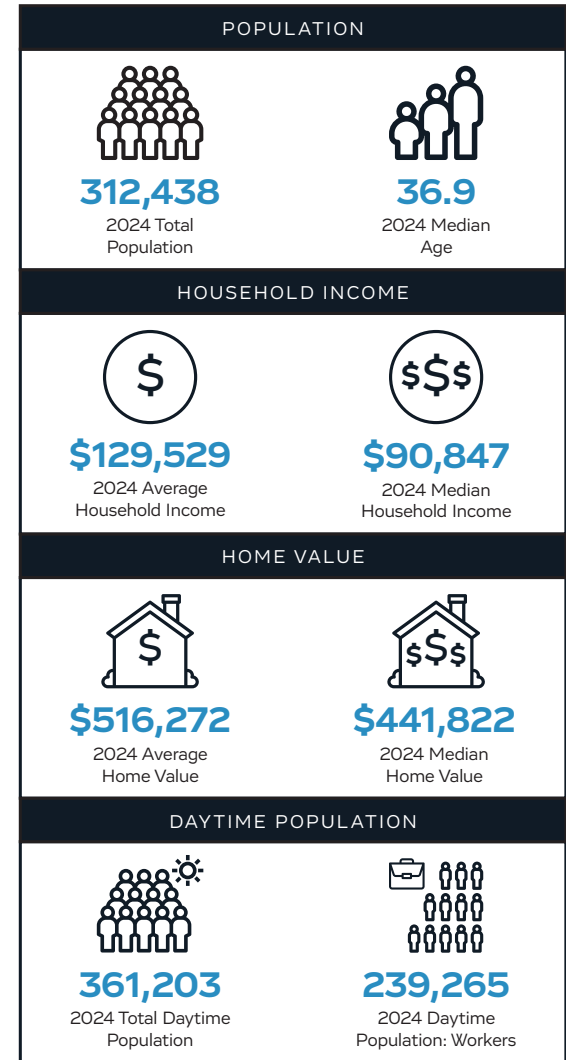 POPULATION
312,438
2024 Total
Population
36.9
2024 Median
Age
HOUSEHOLD INCOME
$
$129,529
2024 Average
Household Income
$$$
$90,847
2024 Median
Household Income
HOME VALUE
$
$516,272
2024 Average
Home Value
$$$
$441,822
2024 Median
Home Value
DAYTIME POPULATION
361,203
2024 Total Daytime
Population
239,265
2024 Daytime
Population: Workers